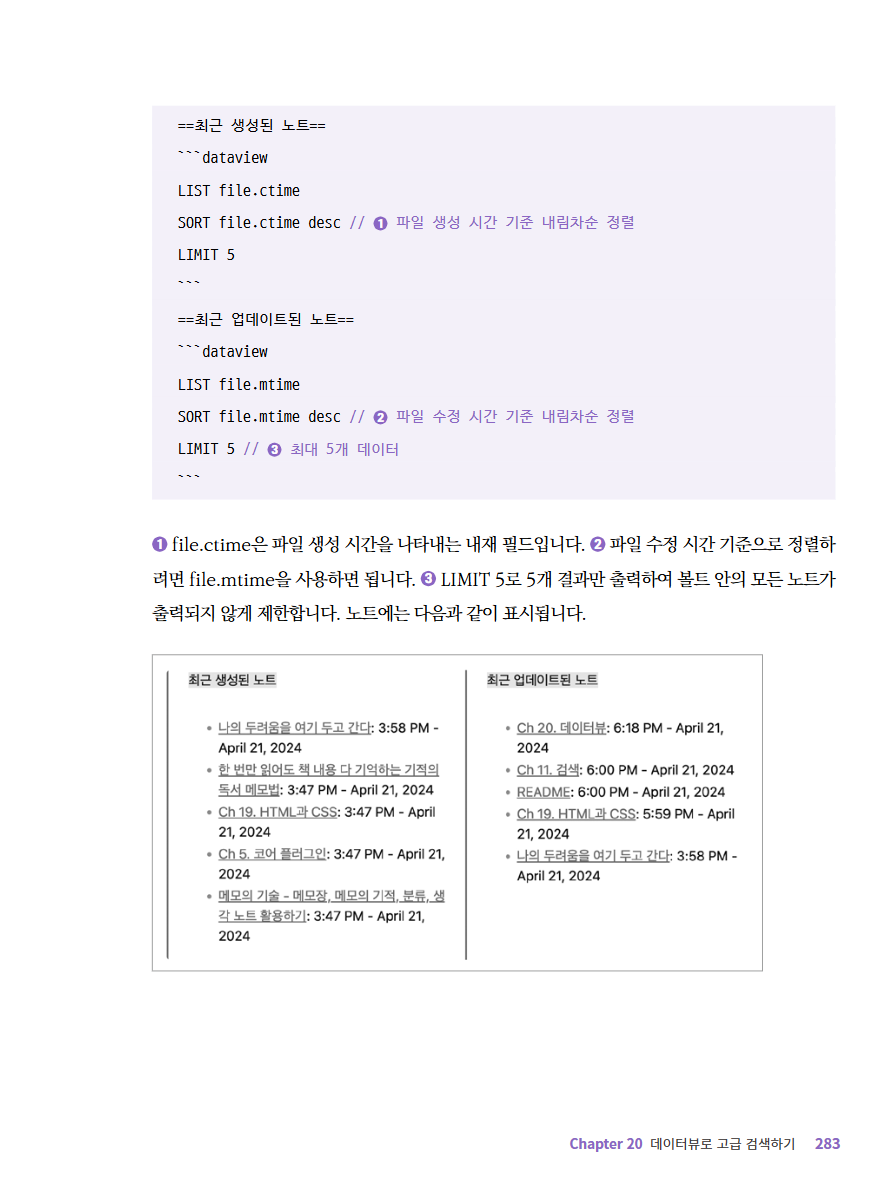 ==최근 생성된 노트==
```dataview
LIST file.ctime
SORT file.ctime desc // ❶ 파일 생성 시간 기준 내림차순 정렬
LIMIT 5
```
==최근 업데이트된 노트==
```dataview
LIST file.mtime
SORT file.mtime desc // ❷ 파일 수정 시간 기준 내림차순 정렬
LIMIT 5 // ❸ 최대 5개 데이터
```
❶ file.ctime은 파일 생성 시간을 나타내는 내재 필드입니다. ❷ 파일 수정 시간 기준으로 정렬하
려면 file.mtime을 사용하면 됩니다. ❸ LIMIT 5로 5개 결과만 출력하여 볼트 안의 모든 노트가
출력되지 않게 제한합니다. 노트에는 다음과 같이 표시됩니다.
최근 생성된 노트
• 나의 두려움을 여기 두고 간다: 3:58 PM -
April 21, 2024
• 한 번만 읽어도 책 내용 다 기억하는 기적의
독서 메모법: 3:47 PM - April 21, 2024
• Ch 19. HTML과 CSS: 3:47 PM - April
21, 2024
• Ch 5. 코어 플러그인: 3:47 PM - April 21,
2024
• 메모의 기술 - 메모장, 메모의 기적, 분류, 생
각 노트 활용하기: 3:47 PM - April 21,
2024
최근 업데이트된 노트
• Ch 20. 데이터뷰: 6:18 PM - April 21,
2024
• Ch 11. 검색: 6:00 PM - April 21, 2024
• README: 6:00 PM - April 21, 2024
• Ch 19. HTML과 CSS: 5:59 PM - April
21, 2024
• 나의 두려움을 여기 두고 간다: 3:58 PM -
April 21, 2024
Chapter 20 데이터뷰로 고급 검색하기 283